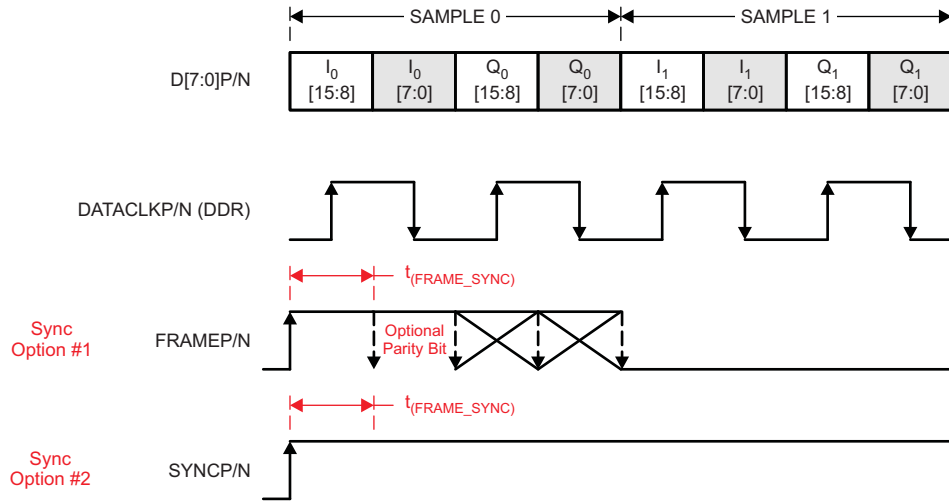 SAMPLE 0 SAMPLE 1
D[7:0]P/N
I0 I0 Q0 Q0 I1 I1 Q1 Q1
[15:8] [7:0] [15:8] [7:0] [15:8] [7:0] [15:8] [7:0]
DATACLKP/N (DDR)
t(FRAME_SYNC)
Sync
Option #1
FRAMEP/N
Optional
Parity Bit
t(FRAME_SYNC)
Sync
Option #2
SYNCP/N